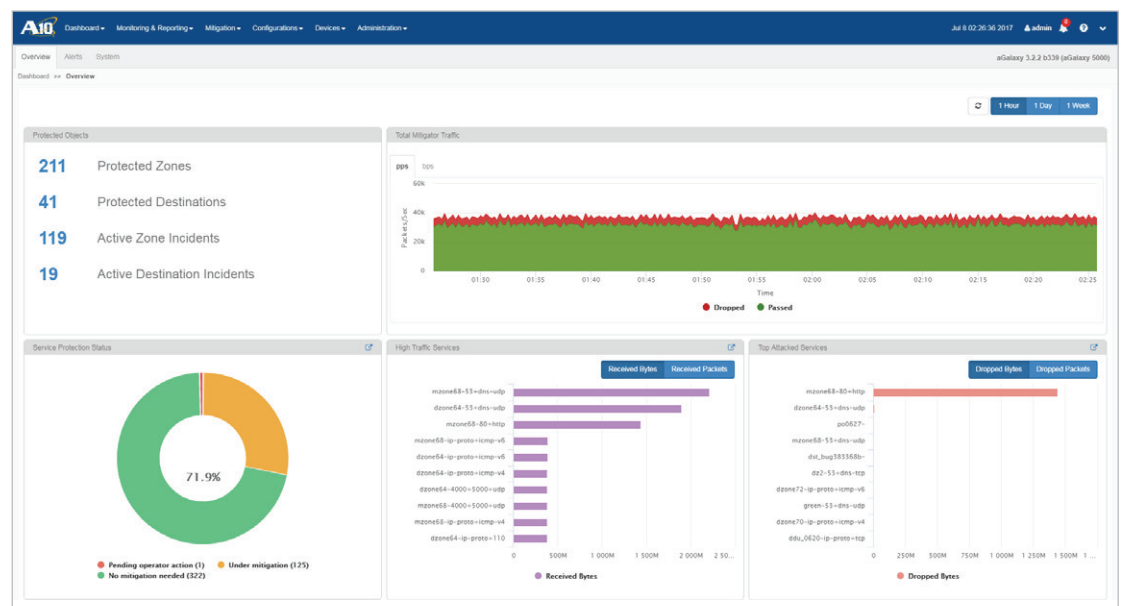 A10 Dashboard Monitoring & Reporting Mitigation Configurations Devices Administration Jul 8 02:26:36 2017 admin
Overview Alerts System aGalaxy 3.2.2 b339 (aGalaxy 5000)
Dashboard >> Overview
1 Hour 1 Day 1 Week
Protected Objects
211 Protected Zones
41 Protected Destinations
119 Active Zone Incidents
19 Active Destination Incidents
Total Mitigator Traffic
pps bps
60k
40k
20k
0
Packets/Sec
01:30 01:35 01:40 01:45 01:50 01:55 02:00 02:05 02:10 02:15 02:20 02:25
Time
Dropped Passed
Service Protection Status
71.9%
Pending operator action (1) Under mitigation (125)
No mitigation needed (322)
High Traffic Services
Received Bytes Received Packets
mzone68-53+dns-udp
dzone64-53+dns-udp
mzone68-80+http
mzone68-ip-proto+icmp-v6
dzone64-ip-proto+icmp-v6
dzone64-ip-proto+icmp-v4
dzone64-4000+5000+udp
mzone68-4000+5000+udp
mzone68-ip-proto+icmp-v4
dzone64-ip-proto+110
0 500M 1 000M 1 500M 2 000M 2 50...
Received Bytes
Top Attacked Services
Dropped Bytes Dropped Packets
mzone68-80+http
dzone64-53+dns-udp
po0627-
mzone68-53+dns-udp
dst_bug383368b-
dz2-53+dns-tcp
dzone72-ip-proto+icmp-v6
green-53+dns-udp
dzone70-ip-proto+icmp-v4
ddu_0620-ip-proto+tcp
0 250M 500M 750M 1 000M 1 250M 1 500M 1 ...
Dropped Bytes